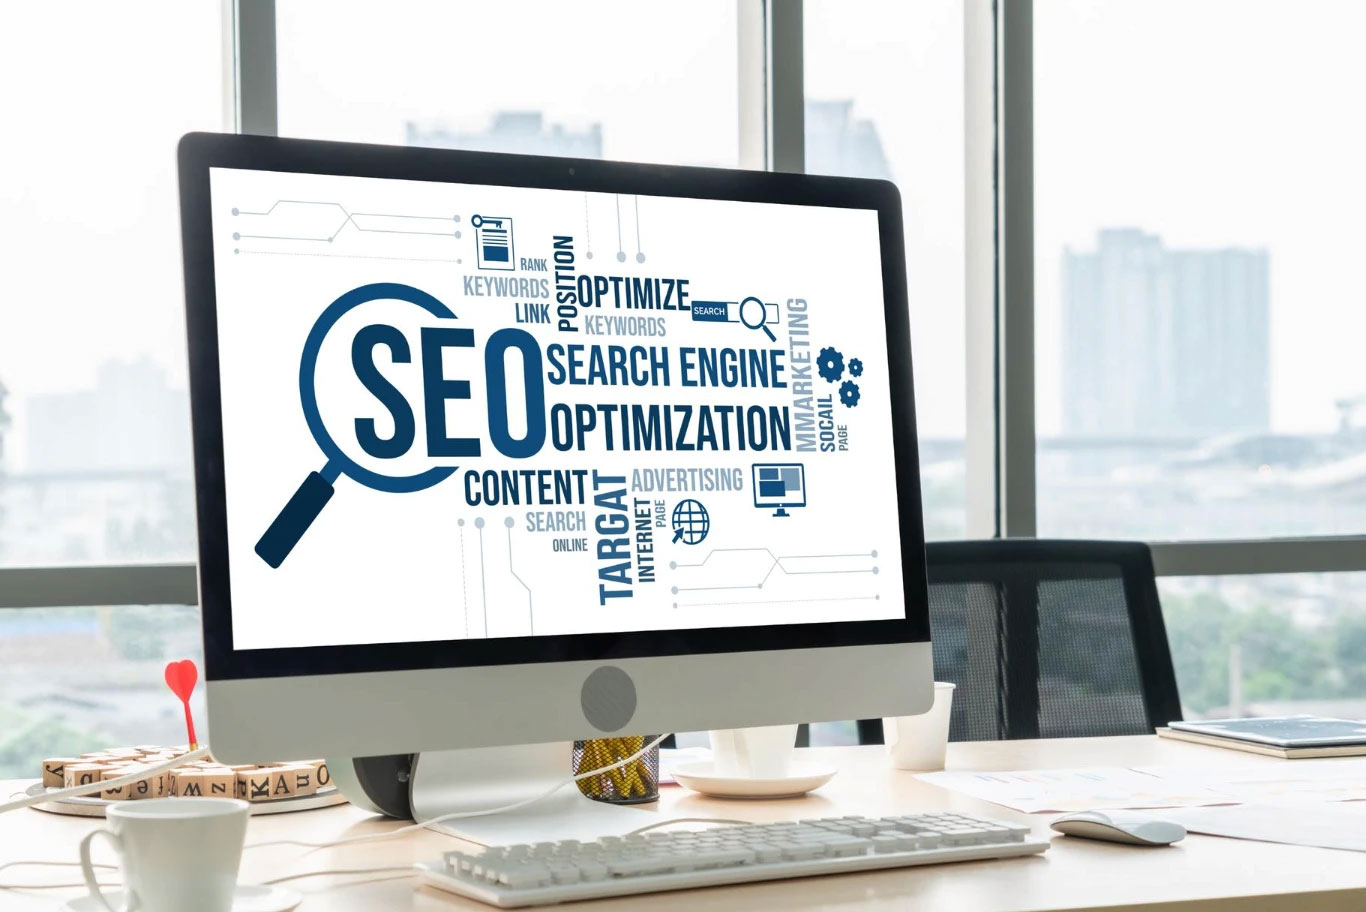 RANK
KEYWORDS
LINK
POSITION
OPTIMIZE
KEYWORDS
SEARCH
SEO
SEARCH ENGINE
OPTIMIZATION
MMARKETING
SOCAIL
PAGE
CONTENT
SEARCH
ONLINE
TARGAT
ADVERTISING
INTERNET
PAGE